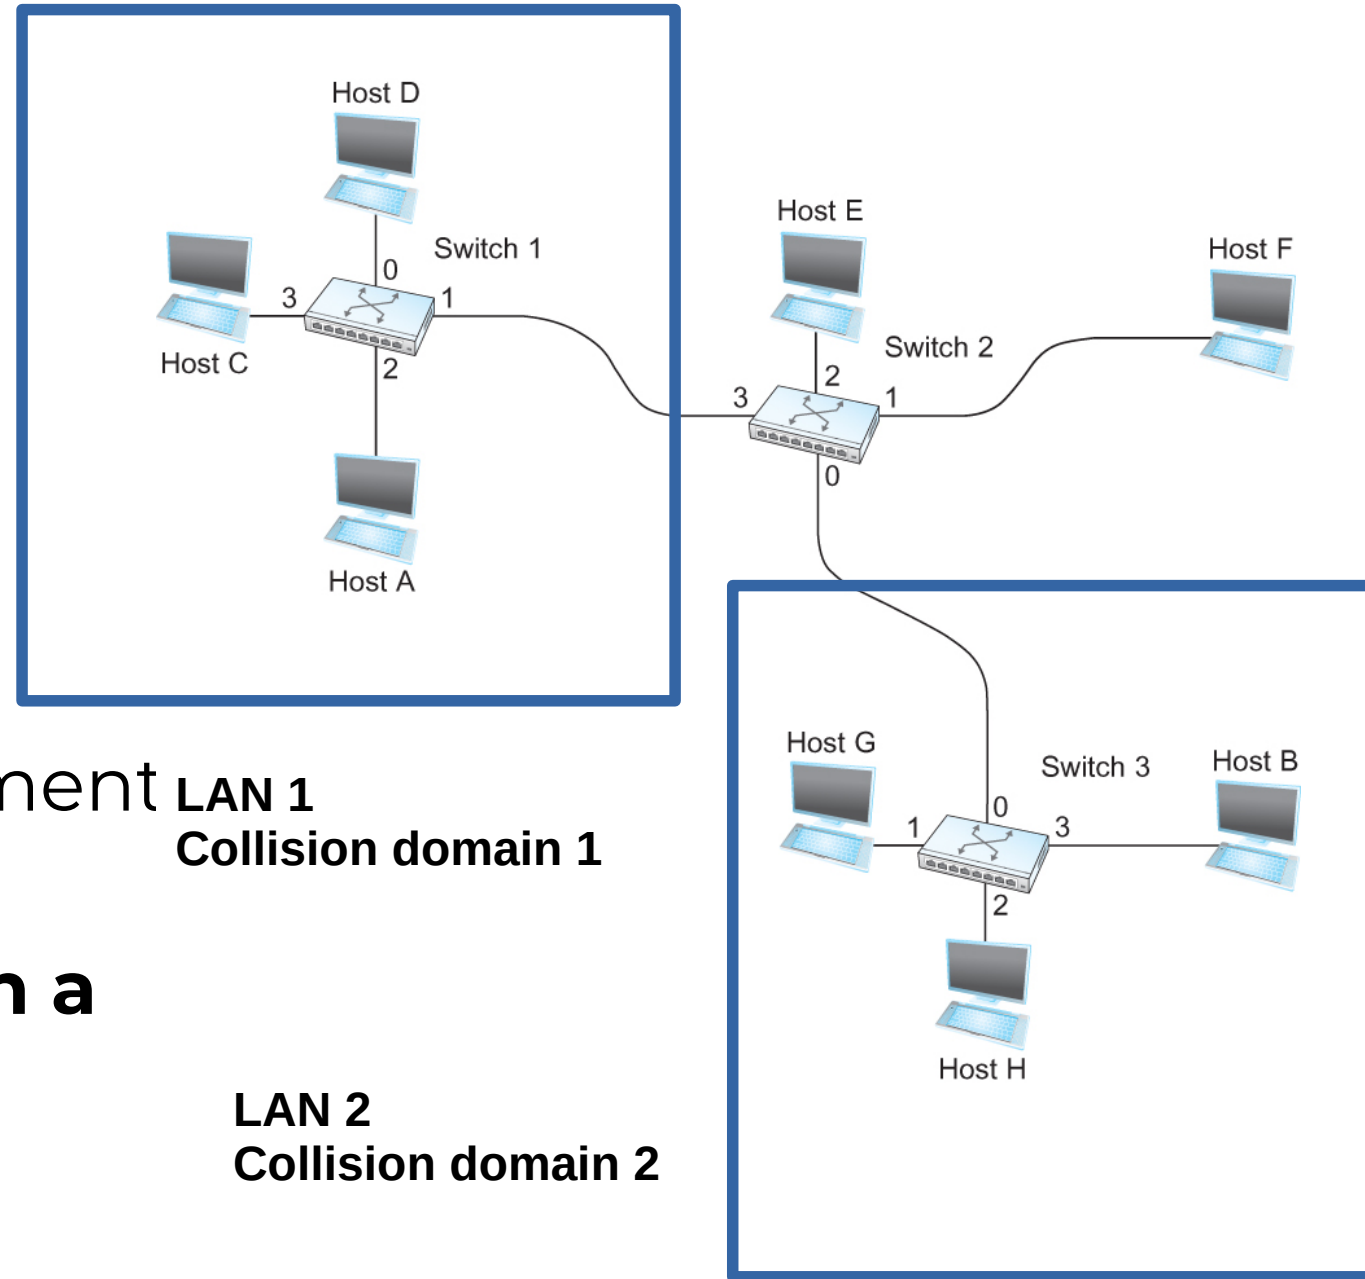 Host D
Host E
Host F
Switch 1
0
3
1
Host C
2
Switch 2
2
3
1
0
Host A
Host G
Switch 3
Host B
0
1
3
2
Host H
ment
LAN 1
Collision domain 1
n a
LAN 2
Collision domain 2